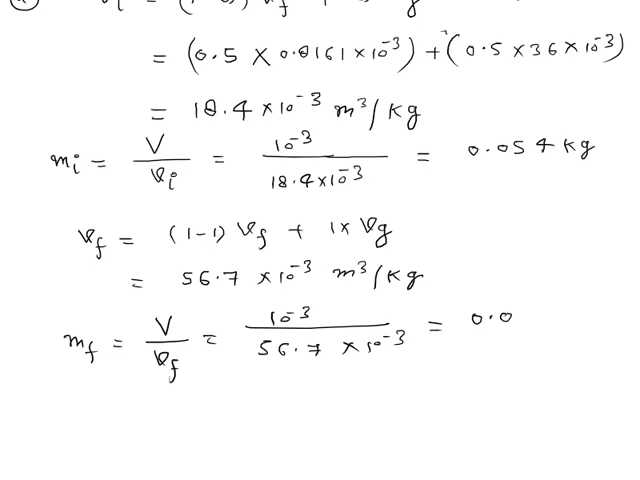 = (0.5 × 0.0161 × 10⁻³) + (0.5 × 36 × 10⁻³)
= 18.4 × 10⁻³ m³/kg
mᵢ = V/vᵢ = 10⁻³/18.4×10⁻³ = 0.054 kg
v_f = (1-1) v_f + 1× v_g
= 56.7 × 10⁻³ m³/kg
m_f = V/v_f = 10⁻³/56.7 × 10⁻³ = 0.0